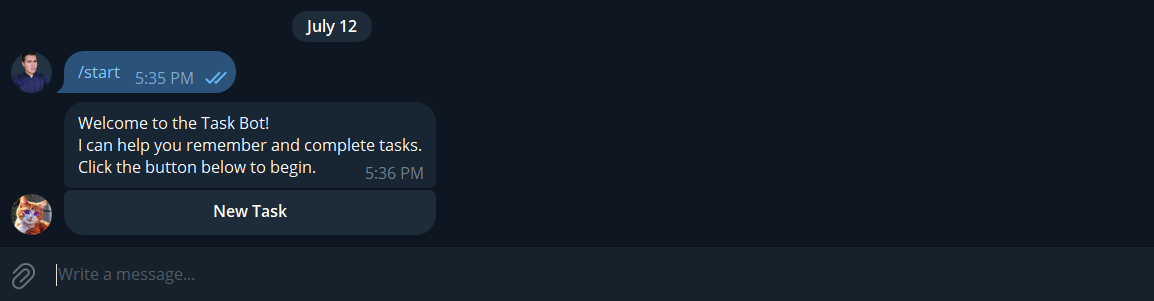 July 12
/start 5:35 PM
Welcome to the Task Bot!
I can help you remember and complete tasks.
Click the button below to begin. 5:36 PM
New Task
Write a message...